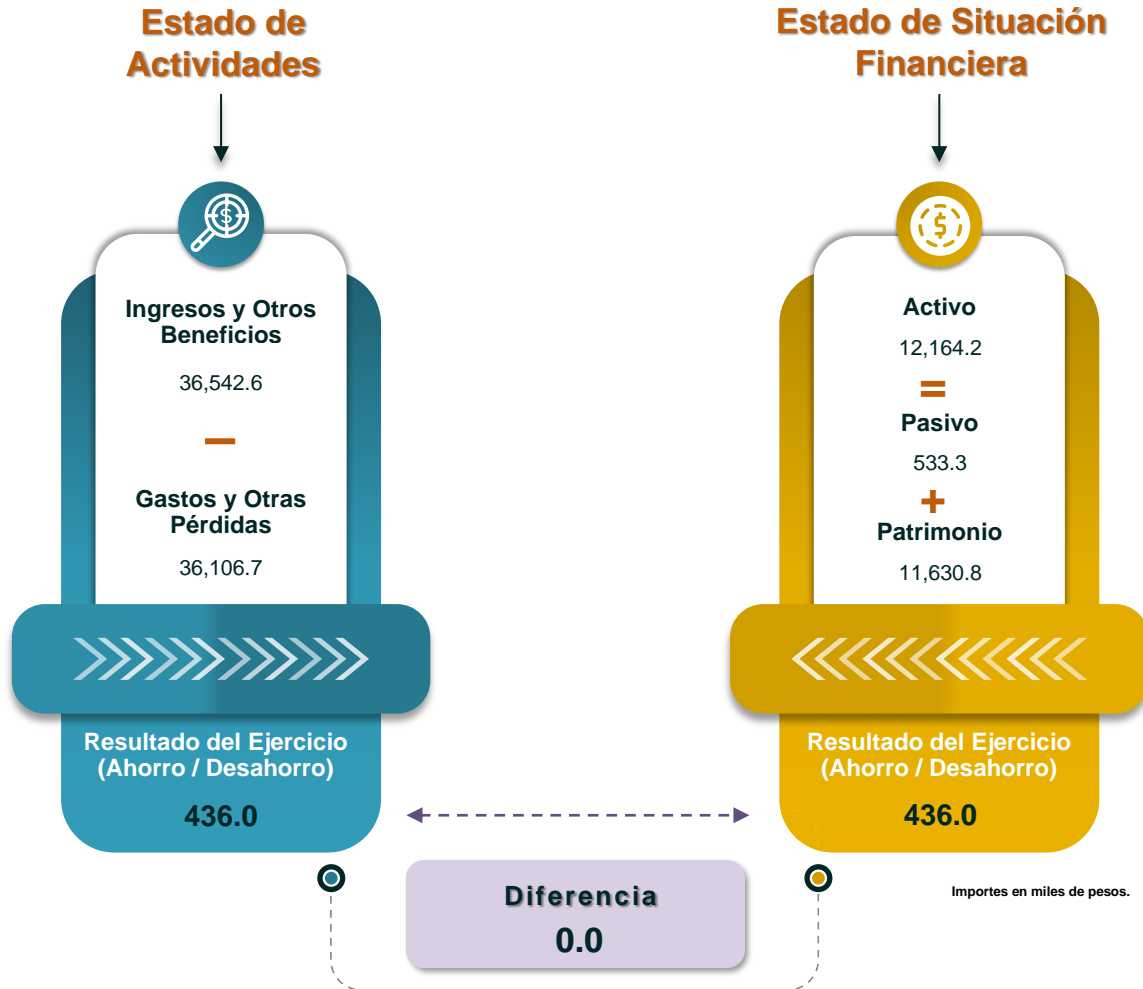 Estado de
Actividades
Ingresos y Otros
Beneficios
36,542.6
–
Gastos y Otras
Pérdidas
36,106.7
Resultado del Ejercicio
(Ahorro / Desahorro)
436.0
Estado de Situación
Financiera
Activo
12,164.2
=
Pasivo
533.3
+
Patrimonio
11,630.8
Resultado del Ejercicio
(Ahorro / Desahorro)
436.0
Diferencia
0.0
Importes en miles de pesos.